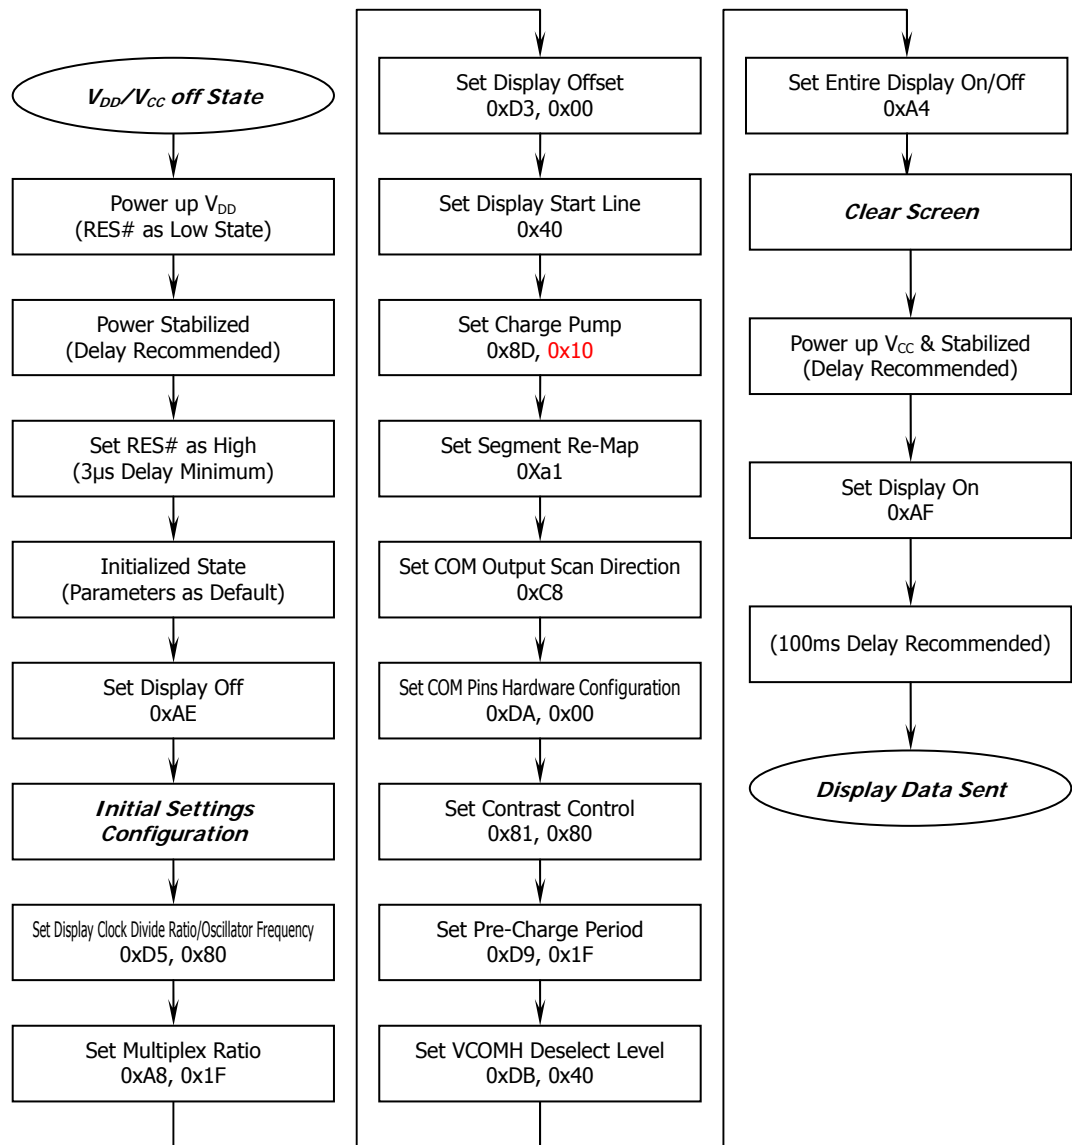 V_DD/V_CC off State
Power up V_DD
(RES# as Low State)
Power Stabilized
(Delay Recommended)
Set RES# as High
(3μs Delay Minimum)
Initialized State
(Parameters as Default)
Set Display Off
0xAE
Initial Settings
Configuration
Set Display Clock Divide Ratio/Oscillator Frequency
0xD5, 0x80
Set Multiplex Ratio
0xA8, 0x1F
Set Display Offset
0xD3, 0x00
Set Display Start Line
0x40
Set Charge Pump
0x8D, 0x10
Set Segment Re-Map
0Xa1
Set COM Output Scan Direction
0xC8
Set COM Pins Hardware Configuration
0xDA, 0x00
Set Contrast Control
0x81, 0x80
Set Pre-Charge Period
0xD9, 0x1F
Set VCOMH Deselect Level
0xDB, 0x40
Set Entire Display On/Off
0xA4
Clear Screen
Power up V_CC & Stabilized
(Delay Recommended)
Set Display On
0xAF
(100ms Delay Recommended)
Display Data Sent